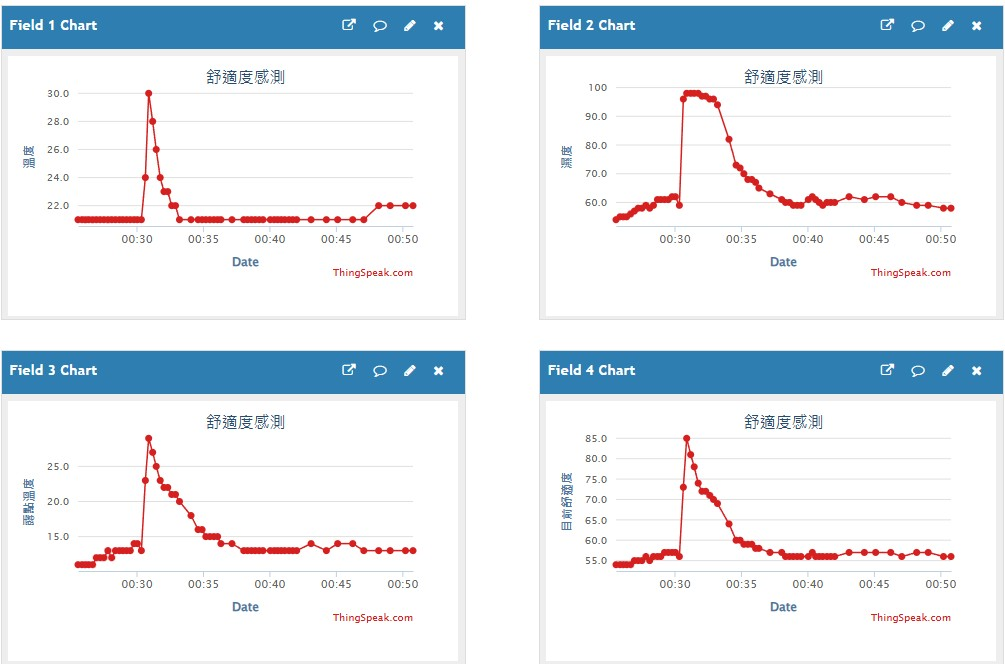 Field 1 Chart
舒適度感測
溫度
30.0
28.0
26.0
24.0
22.0
00:30 00:35 00:40 00:45 00:50
Date
ThingSpeak.com
Field 2 Chart
舒適度感測
濕度
100
90.0
80.0
70.0
60.0
00:30 00:35 00:40 00:45 00:50
Date
ThingSpeak.com
Field 3 Chart
舒適度感測
露點溫度
25.0
20.0
15.0
00:30 00:35 00:40 00:45 00:50
Date
ThingSpeak.com
Field 4 Chart
舒適度感測
目前舒適度
85.0
80.0
75.0
70.0
65.0
60.0
55.0
00:30 00:35 00:40 00:45 00:50
Date
ThingSpeak.com